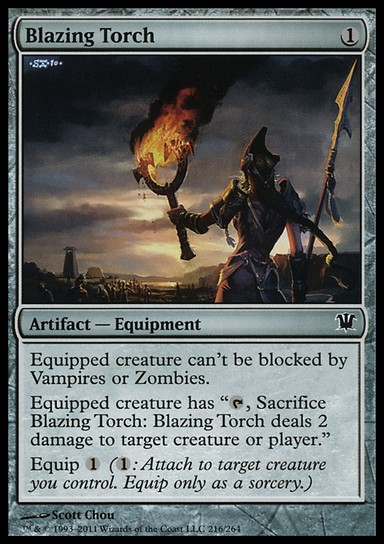 Blazing Torch 1
Artifact — Equipment
Equipped creature can't be blocked by
Vampires or Zombies.
Equipped creature has “, Sacrifice
Blazing Torch: Blazing Torch deals 2
damage to target creature or player.”
Equip 1 (1: Attach to target creature
you control. Equip only as a sorcery.)
Scott Chou
™ & © 1993–2011 Wizards of the Coast LLC 216/264